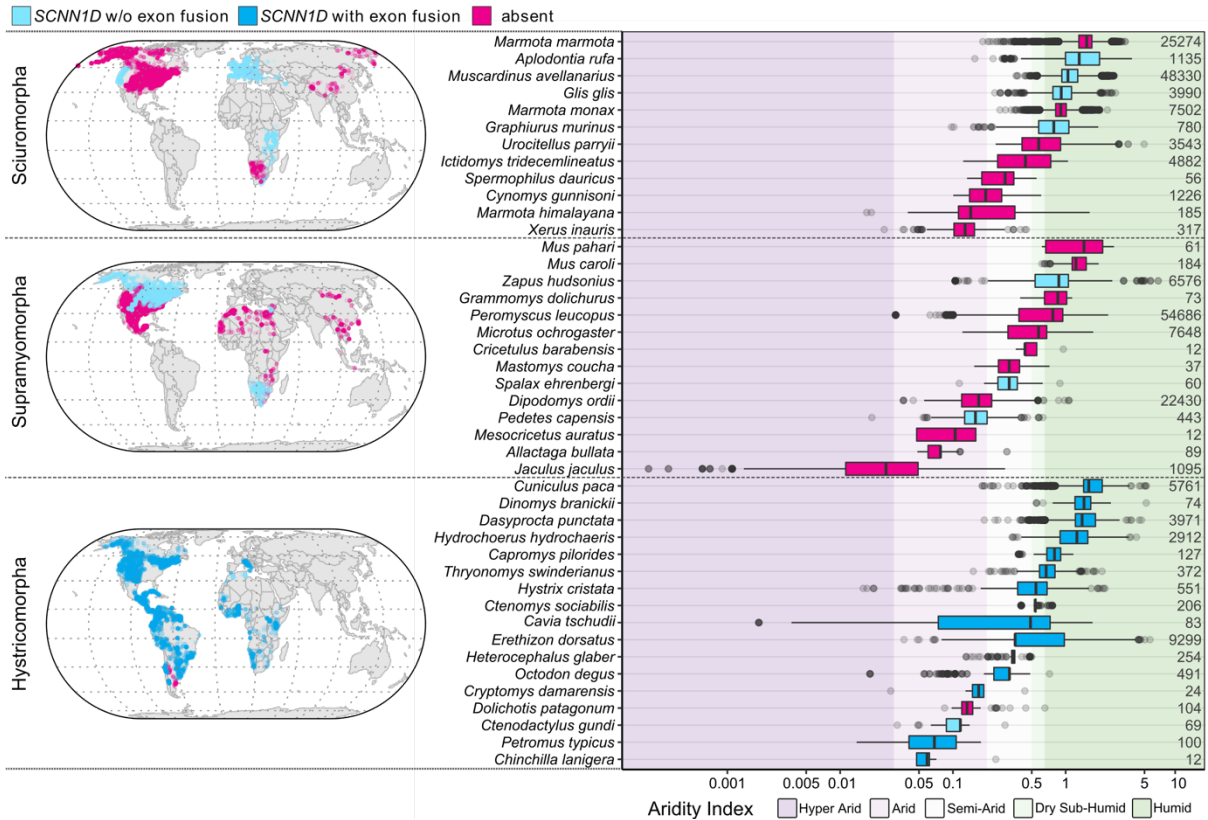 SCNN1D w/o exon fusion SCNN1D with exon fusion absent
Sciuromorpha
Marmota marmota 25274
Aplodontia rufa 1135
Muscardinus avellanarius 48330
Glis glis 3990
Marmota monax 7502
Graphiurus murinus 780
Urocitellus parryii 3543
Ictidomys tridecemlineatus 4882
Spermophilus dauricus 56
Cynomys gunnisoni 1226
Marmota himalayana 185
Xerus inauris 317
Supramyomorpha
Mus pahari 61
Mus caroli 184
Zapus hudsonius 6576
Grammomys dolichurus 73
Peromyscus leucopus 54686
Microtus ochrogaster 7648
Cricetulus barabensis 12
Mastomys coucha 37
Spalax ehrenbergi 60
Dipodomys ordii 22430
Pedetes capensis 443
Mesocricetus auratus 12
Allactaga bullata 89
Jaculus jaculus 1095
Hystricomorpha
Cuniculus paca 5761
Dinomys branickii 74
Dasyprocta punctata 3971
Hydrochoerus hydrochaeris 2912
Capromys pilorides 127
Thryonomys swinderianus 372
Hystrix cristata 551
Ctenomys sociabilis 206
Cavia tschudii 83
Erethizon dorsatus 9299
Heterocephalus glaber 254
Octodon degus 491
Cryptomys damarensis 24
Dolichotis patagonum 104
Ctenodactylus gundi 69
Petromus typicus 100
Chinchilla lanigera 12
0.001 0.005 0.01 0.05 0.1 0.5 1 5 10
Aridity Index Hyper Arid Arid Semi-Arid Dry Sub-Humid Humid